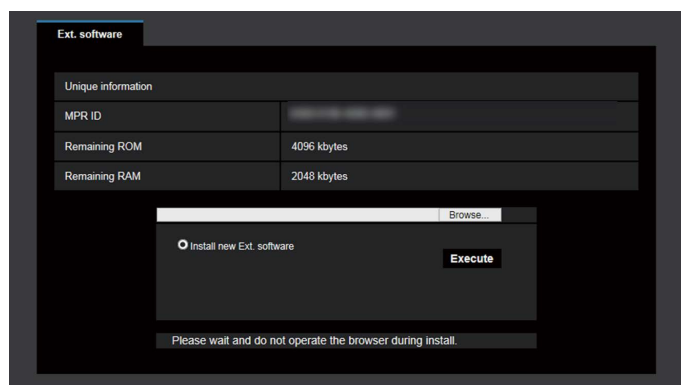 Ext. software
Unique information
MPR ID
Remaining ROM 4096 kbytes
Remaining RAM 2048 kbytes
Browse...
Install new Ext. software
Execute
Please wait and do not operate the browser during install.